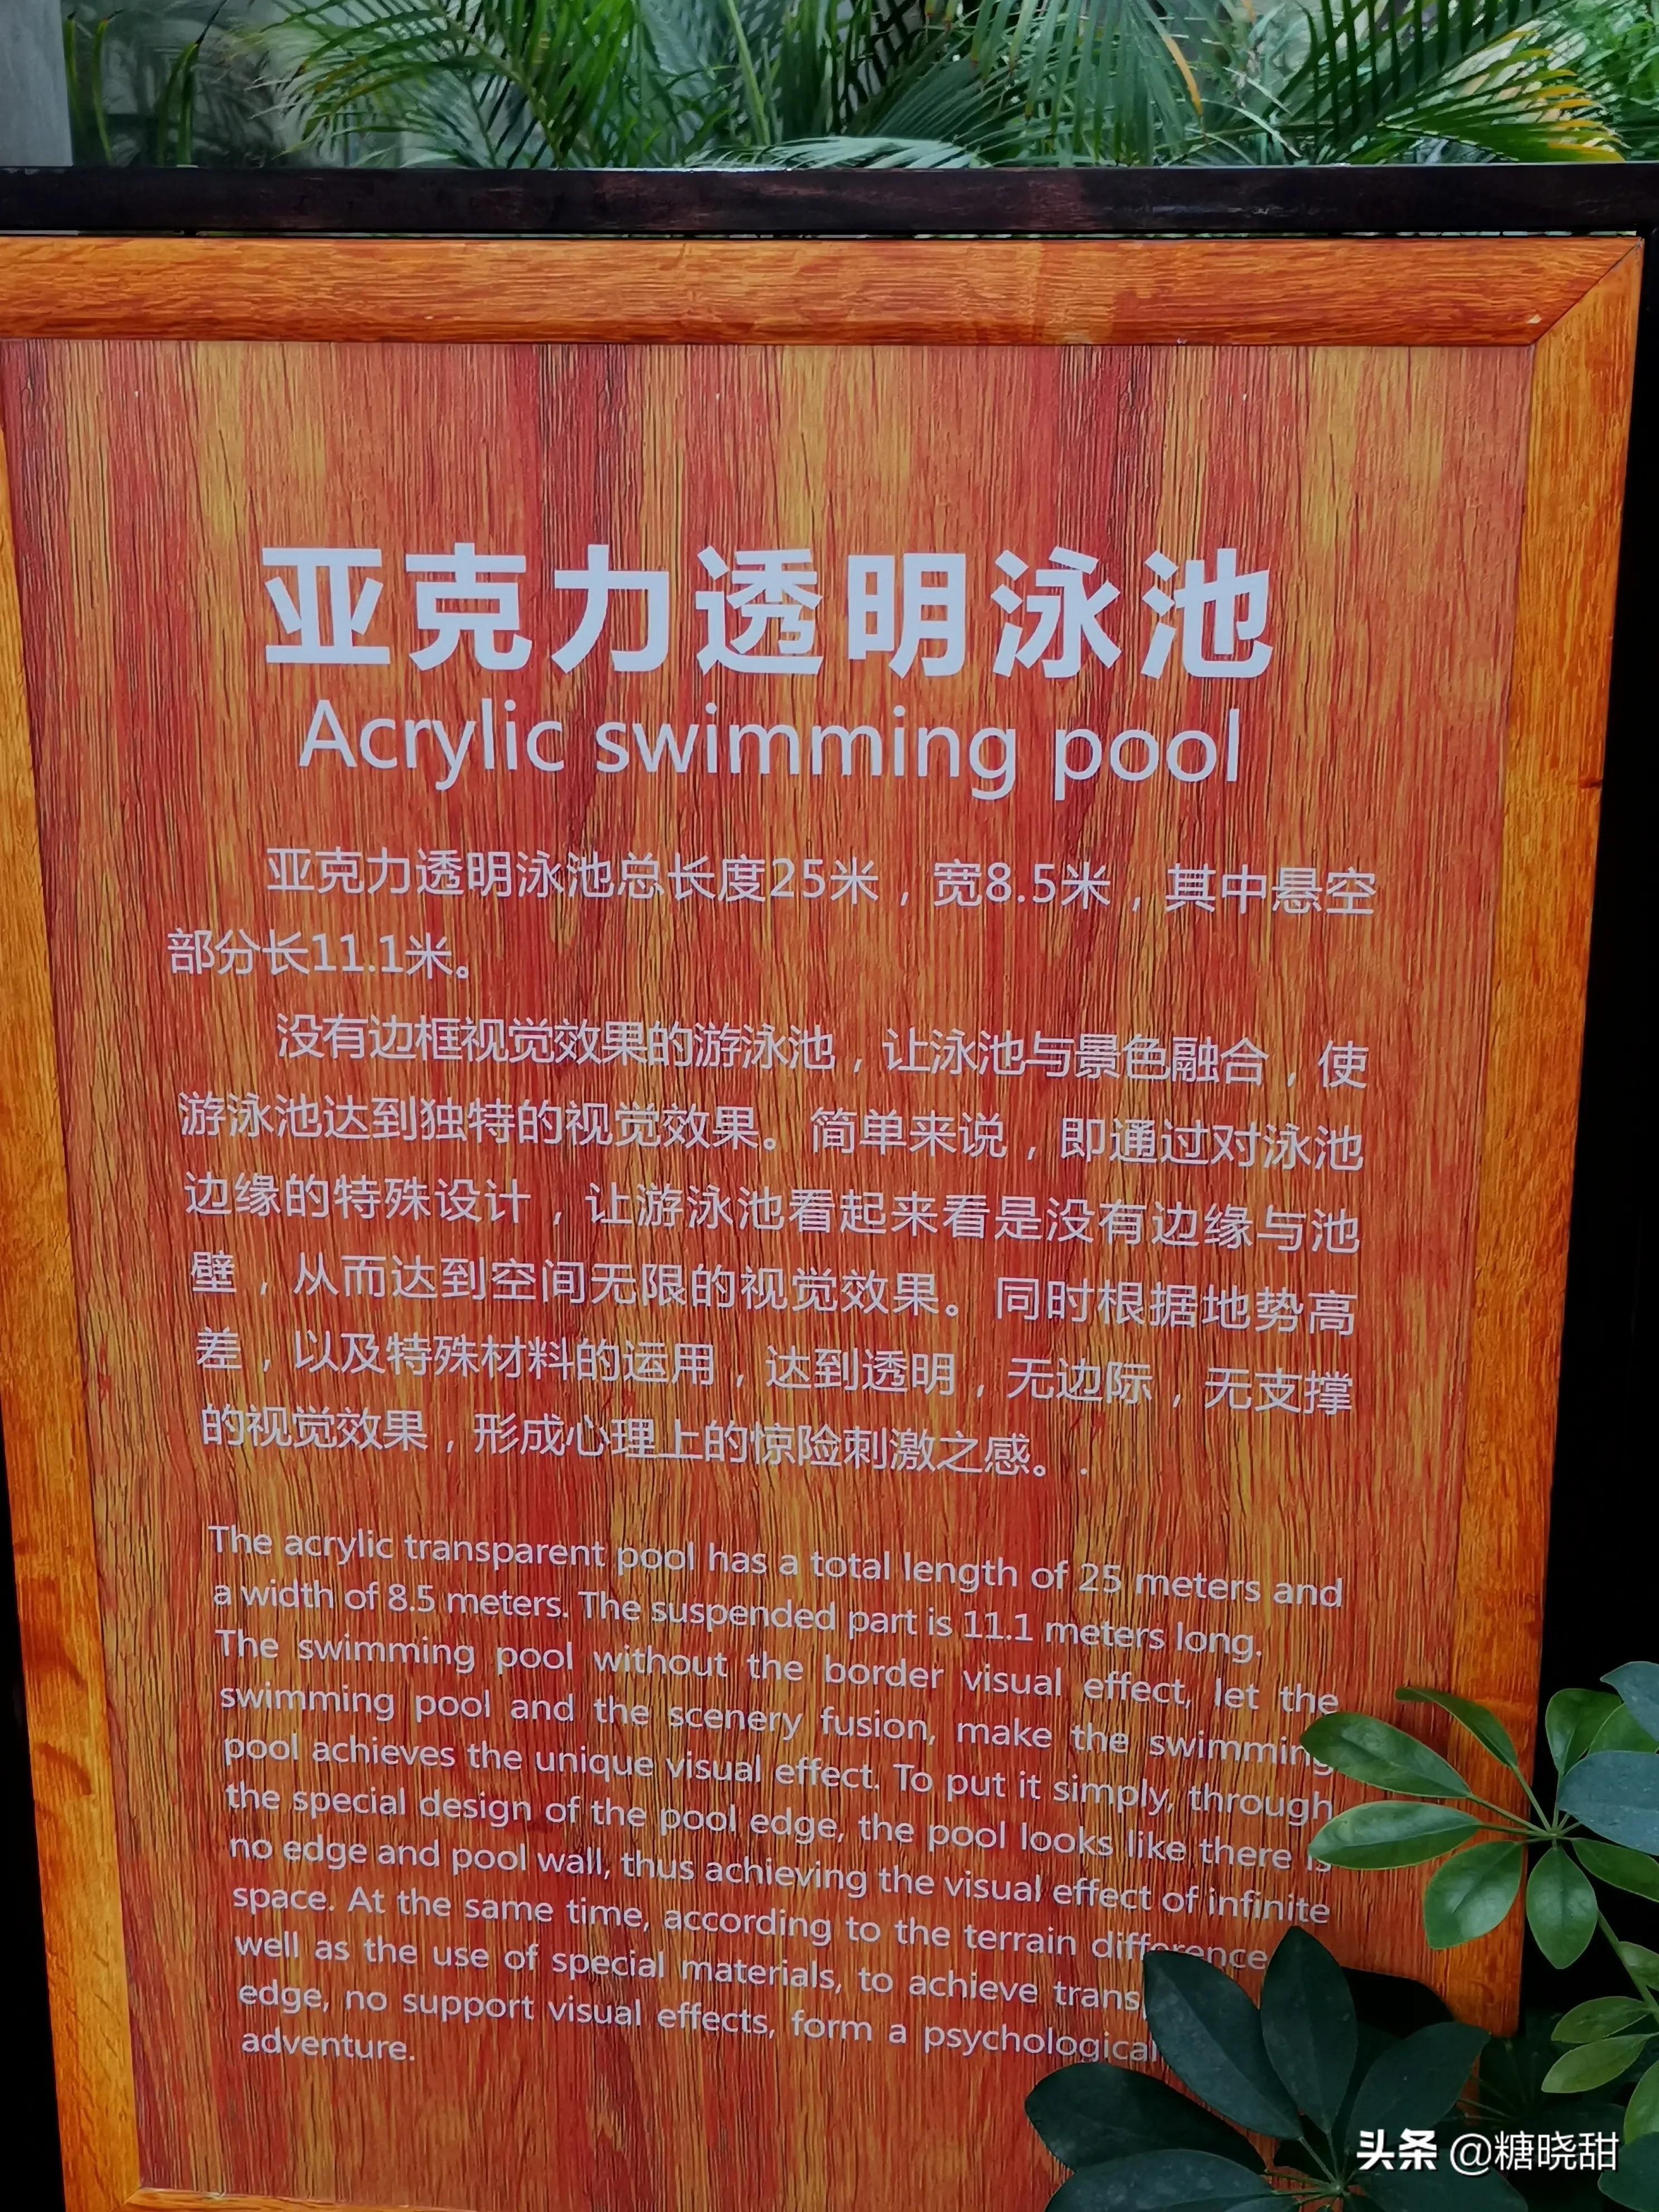 亚克力透明泳池
Acrylic swimming pool
亚克力透明泳池总长度25米，宽8.5米，其中悬空
部分长11.1米。
没有边框视觉效果的游泳池，让泳池与景色融合，使
游泳池达到独特的视觉效果。简单来说，即通过对泳池
边缘的特殊设计，让游泳池看起来看是没有边缘与池
壁，从而达到空间无限的视觉效果。同时根据地势高
差，以及特殊材料的运用，达到透明，无边际，无支撑
的视觉效果，形成心理上的惊险刺激之感。.
The acrylic transparent pool has a total length of 25 meters and
a width of 8.5 meters. The suspended part is 11.1 meters long.
The swimming pool without the border visual effect, let the
swimming pool and the scenery fusion, make the swimming
pool achieves the unique visual effect. To put it simply, through
the special design of the pool edge, the pool looks like there is
no edge and pool wall, thus achieving the visual effect of infinite
space. At the same time, according to the terrain difference
well as the use of special materials, to achieve trans
edge, no support visual effects, form a psychological
adventure.
头条 @糖晓甜